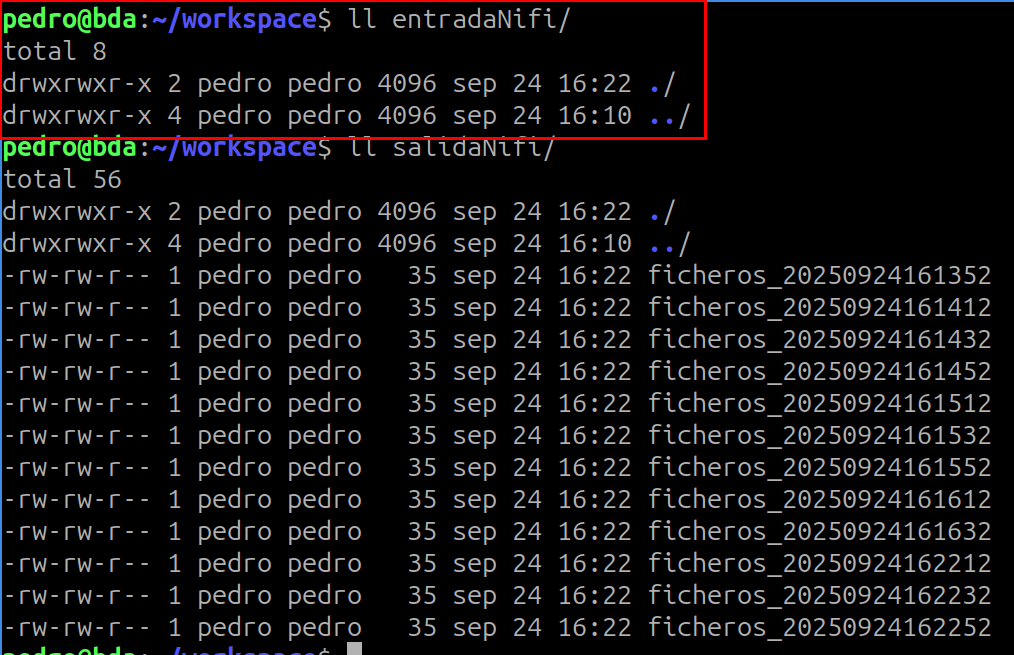 pedro@bda:~/workspace$ ll entradaNifi/
total 8
drwxrwxr-x 2 pedro pedro 4096 sep 24 16:22 ./
drwxrwxr-x 4 pedro pedro 4096 sep 24 16:10 ../
pedro@bda:~/workspace$ ll salidaNifi/
total 56
drwxrwxr-x 2 pedro pedro 4096 sep 24 16:22 ./
drwxrwxr-x 4 pedro pedro 4096 sep 24 16:10 ../
-rw-rw-r-- 1 pedro pedro   35 sep 24 16:22 ficheros_20250924161352
-rw-rw-r-- 1 pedro pedro   35 sep 24 16:22 ficheros_20250924161412
-rw-rw-r-- 1 pedro pedro   35 sep 24 16:22 ficheros_20250924161432
-rw-rw-r-- 1 pedro pedro   35 sep 24 16:22 ficheros_20250924161452
-rw-rw-r-- 1 pedro pedro   35 sep 24 16:22 ficheros_20250924161512
-rw-rw-r-- 1 pedro pedro   35 sep 24 16:22 ficheros_20250924161532
-rw-rw-r-- 1 pedro pedro   35 sep 24 16:22 ficheros_20250924161552
-rw-rw-r-- 1 pedro pedro   35 sep 24 16:22 ficheros_20250924161612
-rw-rw-r-- 1 pedro pedro   35 sep 24 16:22 ficheros_20250924161632
-rw-rw-r-- 1 pedro pedro   35 sep 24 16:22 ficheros_20250924162212
-rw-rw-r-- 1 pedro pedro   35 sep 24 16:22 ficheros_20250924162232
-rw-rw-r-- 1 pedro pedro   35 sep 24 16:22 ficheros_20250924162252
pedro@bda:~/workspace$